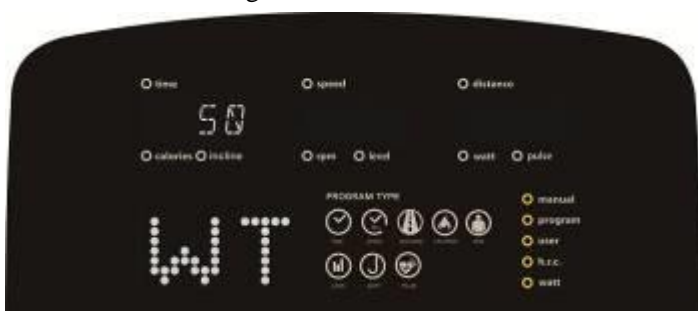 time speed distance
50
calories incline rpm level watt pulse
PROGRAM TYPE
manual
program
user
h.r.c.
watt
WT